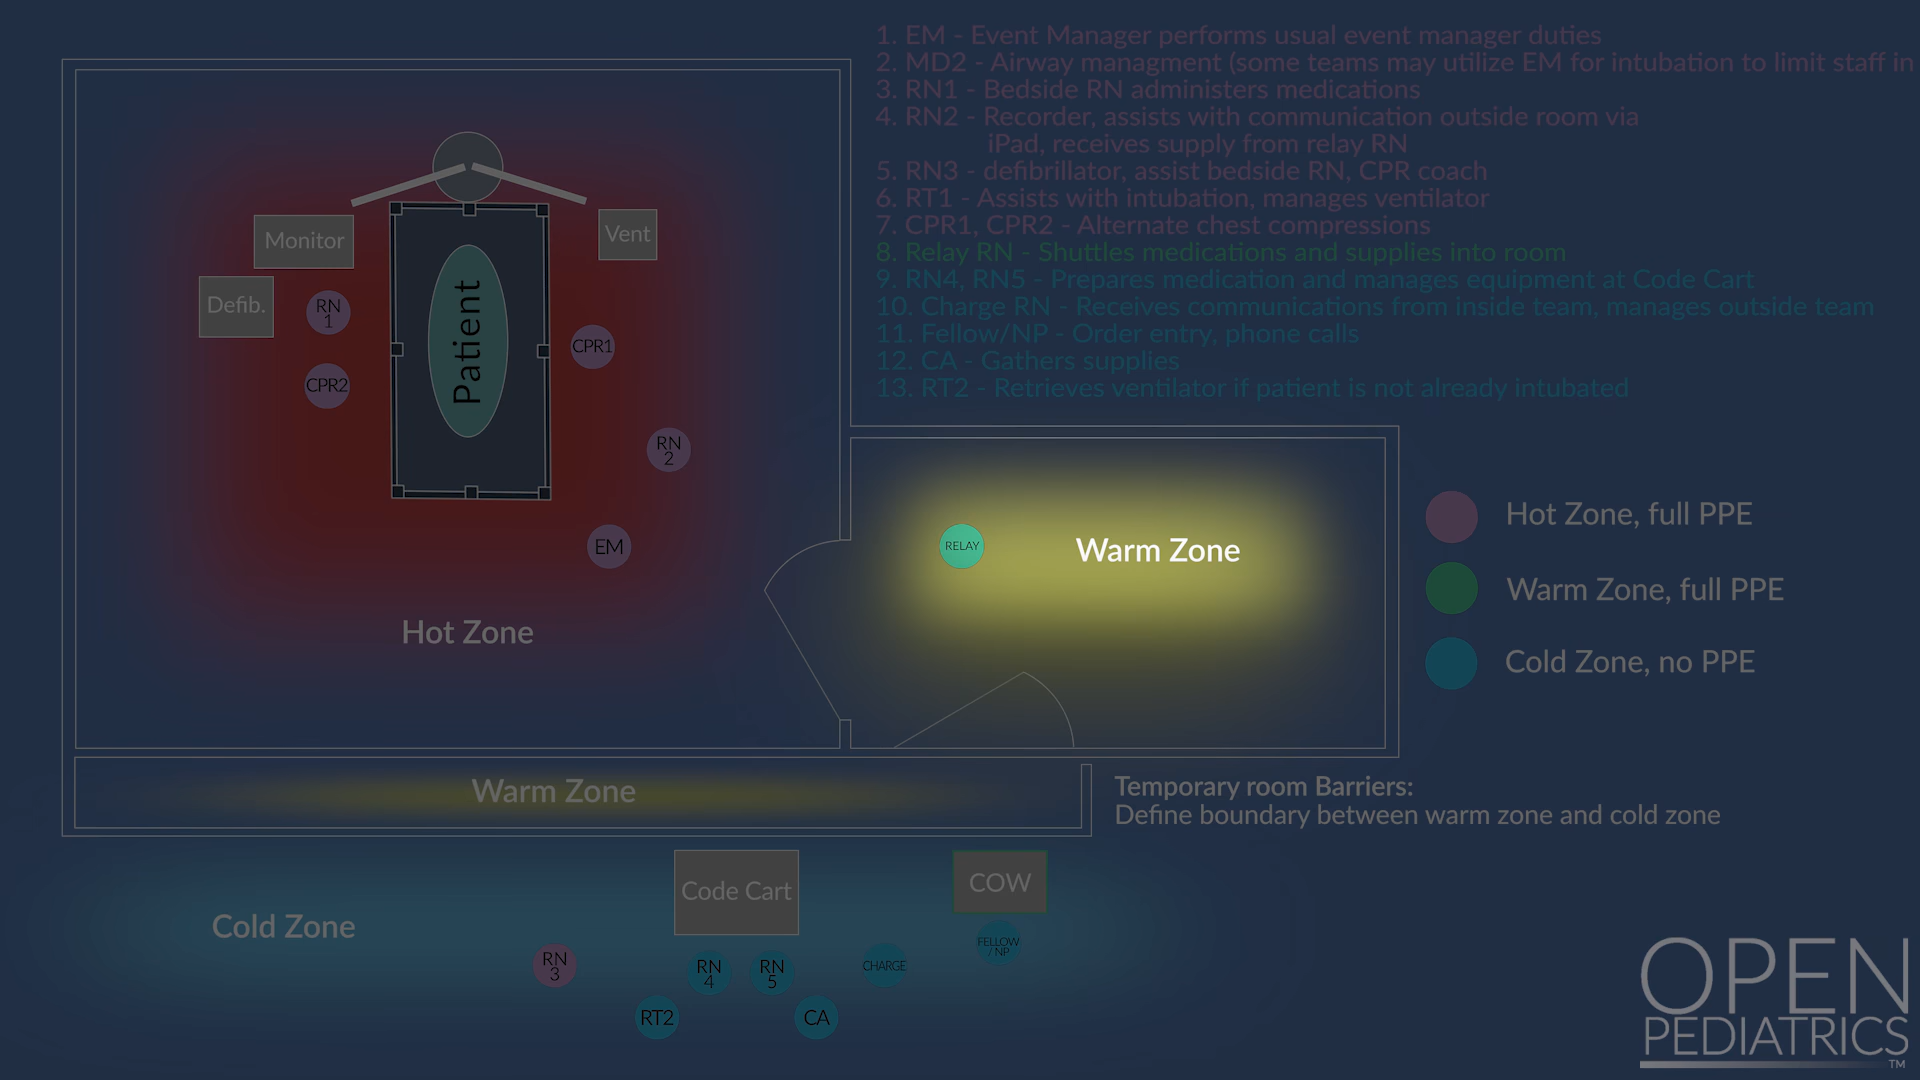 1. EM - Event Manager performs usual event manager duties
2. MD2 - Airway managment (some teams may utilize EM for intubation to limit staff in
3. RN1 - Bedside RN administers medications
4. RN2 - Recorder, assists with communication outside room via
iPad, receives supply from relay RN
5. RN3 - defibrillator, assist bedside RN, CPR coach
6. RT1 - Assists with intubation, manages ventilator
7. CPR1, CPR2 - Alternate chest compressions
8. Relay RN - Shuttles medications and supplies into room
9. RN4, RN5 - Prepares medication and manages equipment at Code Cart
10. Charge RN - Receives communications from inside team, manages outside team
11. Fellow/NP - Order entry, phone calls
12. CA - Gathers supplies
13. RT2 - Retrieves ventilator if patient is not already intubated
Monitor
Vent
Defib.
RN
1
Patient
CPR1
CPR2
RN
2
EM
Hot Zone
RELAY
Warm Zone
Hot Zone, full PPE
Warm Zone, full PPE
Cold Zone, no PPE
Warm Zone
Temporary room Barriers:
Define boundary between warm zone and cold zone
Code Cart
COW
Cold Zone
RN
3
RN
4
RN
5
CHARGE
FELLOW
/ NP
RT2
CA
OPEN
PEDIATRICS
TM